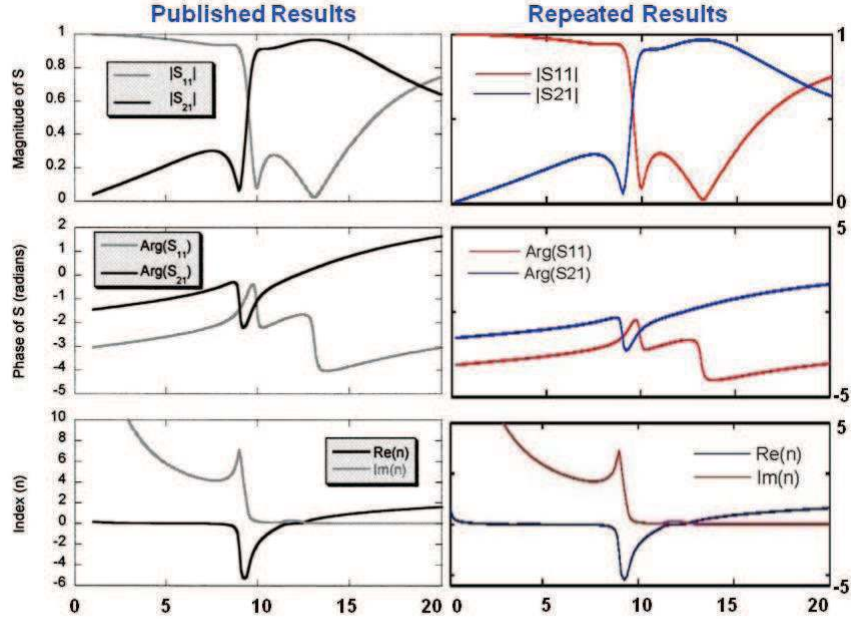 Published Results
Repeated Results
Magnitude of S
1
0.8
0.6
0.4
0.2
0
|S₁₁|
|S₂₁|
|S11|
|S21|
1
0
Phase of S (radians)
2
1
0
-1
-2
-3
-4
-5
Arg(S₁₁)
Arg(S₂₁)
Arg(S11)
Arg(S21)
5
-5
Index (n)
10
8
6
4
2
0
-2
-4
-6
Re(n)
Im(n)
Re(n)
Im(n)
5
-5
0 5 10 15 20
0 5 10 15 20